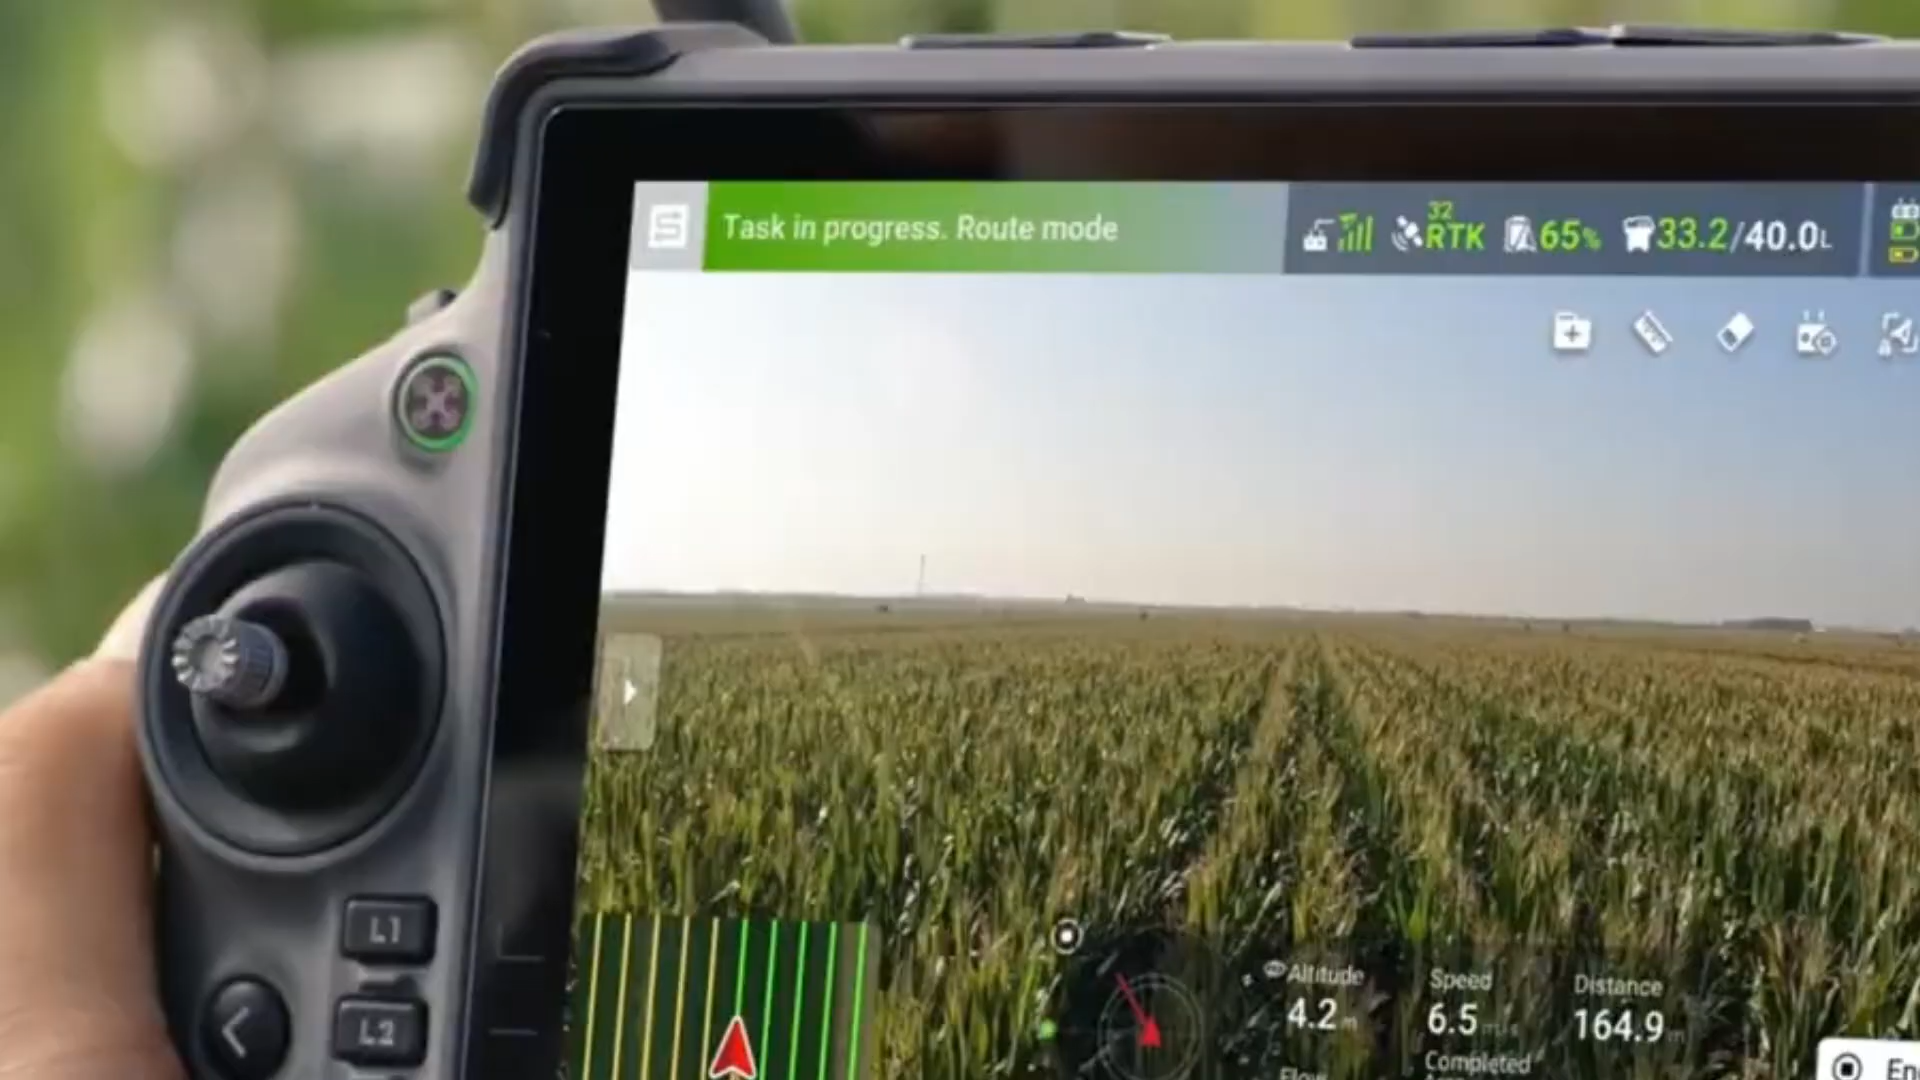 Task in progress. Route mode
32
RTK
65%
33.2/40.0L
L1
L2
Altitude
4.2 m
Speed
6.5 m/s
Distance
164.9 m
Flow
Completed